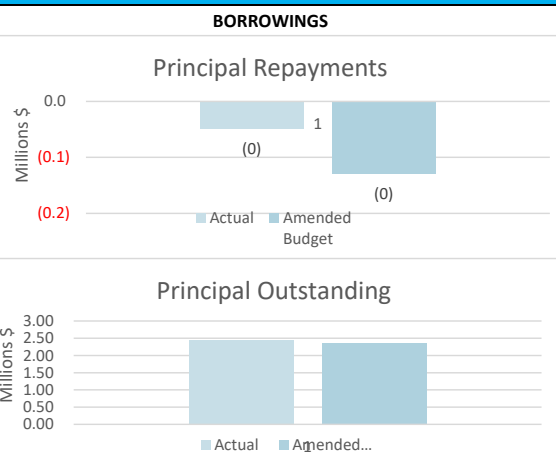 BORROWINGS
Principal Repayments
Millions $
0.0
(0.1)
(0.2)
1
(0)
(0)
Actual
Amended
Budget
Principal Outstanding
Millions $
3.00
2.50
2.00
1.50
1.00
0.50
0.00
Actual
Amended...
1